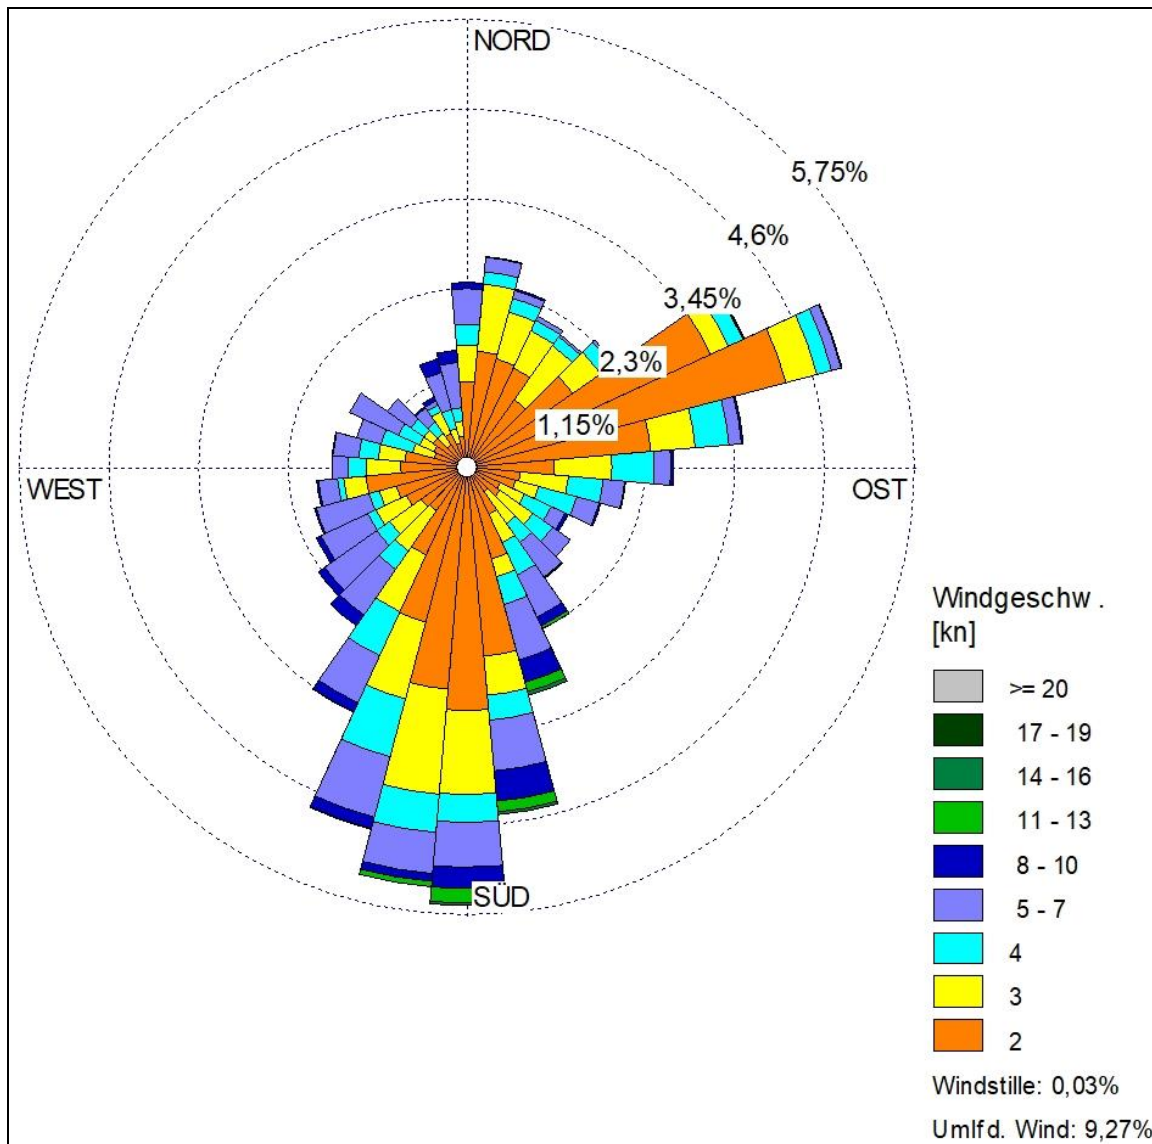 NORD
5,75%
4,6%
3,45%
2,3%
1,15%
WEST
OST
SÜD
Windgeschw .
[kn]
>= 20
17 - 19
14 - 16
11 - 13
8 - 10
5 - 7
4
3
2
Windstille: 0,03%
Umlfd. Wind: 9,27%